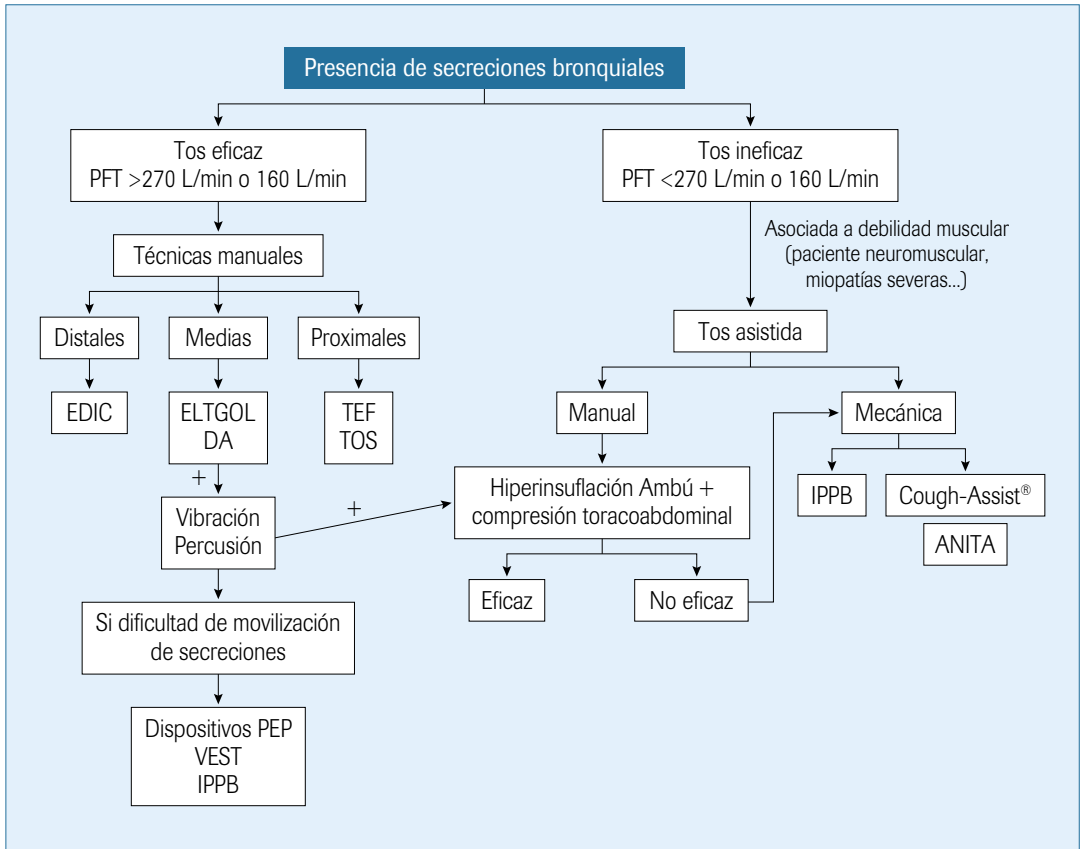 Presencia de secreciones bronquiales
Tos eficaz
PFT >270 L/min o 160 L/min
Tos ineficaz
PFT <270 L/min o 160 L/min
Técnicas manuales
Asociada a debilidad muscular
(paciente neuromuscular,
miopatías severas...)
Distales
Medias
Proximales
Tos asistida
EDIC
ELTGOL
DA
TEF
TOS
Manual
Mecánica
+
Vibración
Percusión
+
Hiperinsuflación Ambú +
compresión toracoabdominal
IPPB
Cough-Assist®
ANITA
Eficaz
No eficaz
Si dificultad de movilización
de secreciones
Dispositivos PEP
VEST
IPPB